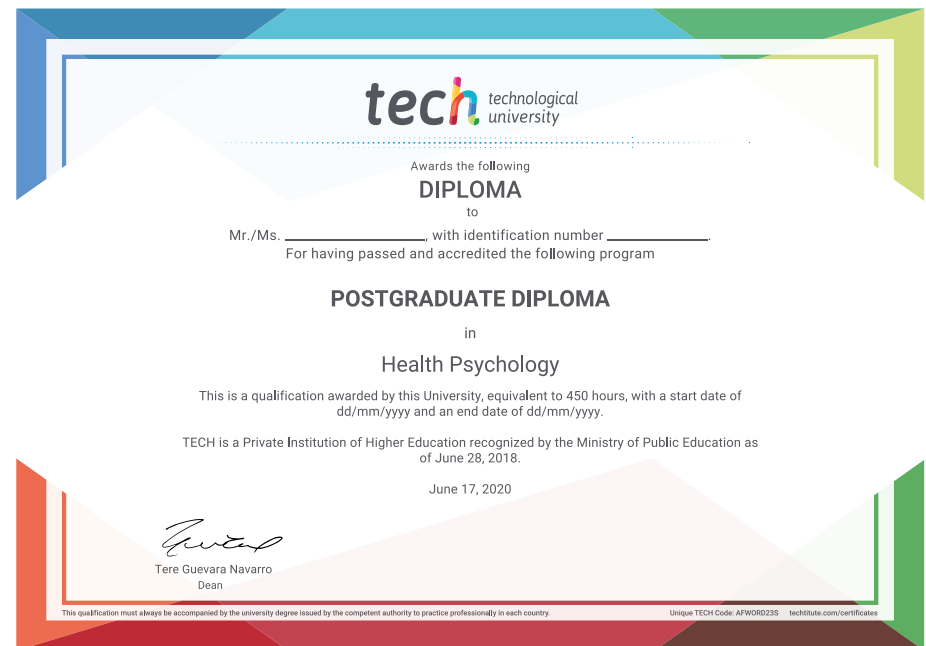 tech technological
university
Awards the following
DIPLOMA
to
Mr./Ms. ____________________, with identification number ______________.
For having passed and accredited the following program
POSTGRADUATE DIPLOMA
in
Health Psychology
This is a qualification awarded by this University, equivalent to 450 hours, with a start date of
dd/mm/yyyy and an end date of dd/mm/yyyy.
TECH is a Private Institution of Higher Education recognized by the Ministry of Public Education as
of June 28, 2018.
June 17, 2020
Tere Guevara Navarro
Dean
This qualification must always be accompanied by the university degree issued by the competent authority to practice professionally in each country. Unique TECH Code: AFWORD23S techtitute.com/certificates